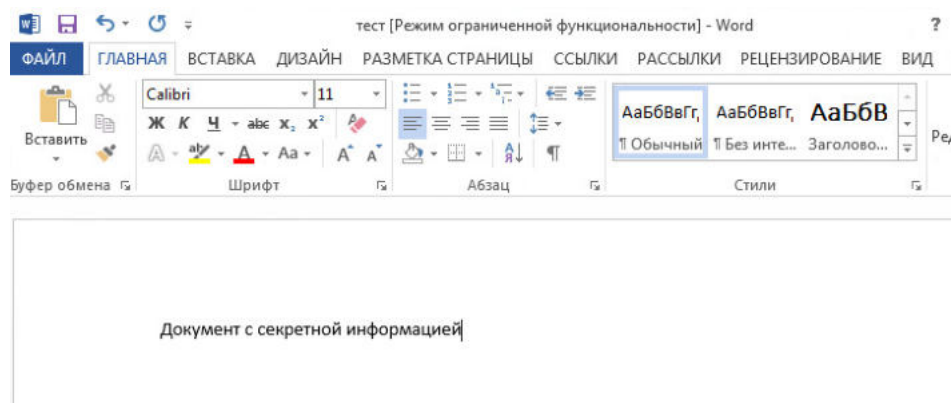 тест [Режим ограниченной функциональности] - Word ?
ФАЙЛ ГЛАВНАЯ ВСТАВКА ДИЗАЙН РАЗМЕТКА СТРАНИЦЫ ССЫЛКИ РАССЫЛКИ РЕЦЕНЗИРОВАНИЕ ВИД
Calibri 11
Вставить
Ж К Ч abc X₂ X²
Aa A A
АаБбВвГг, АаБбВвГг, АаБбВ
¶ Обычный ¶ Без инте... Заголово...
Буфер обмена Шрифт Абзац Стили
Документ с секретной информацией